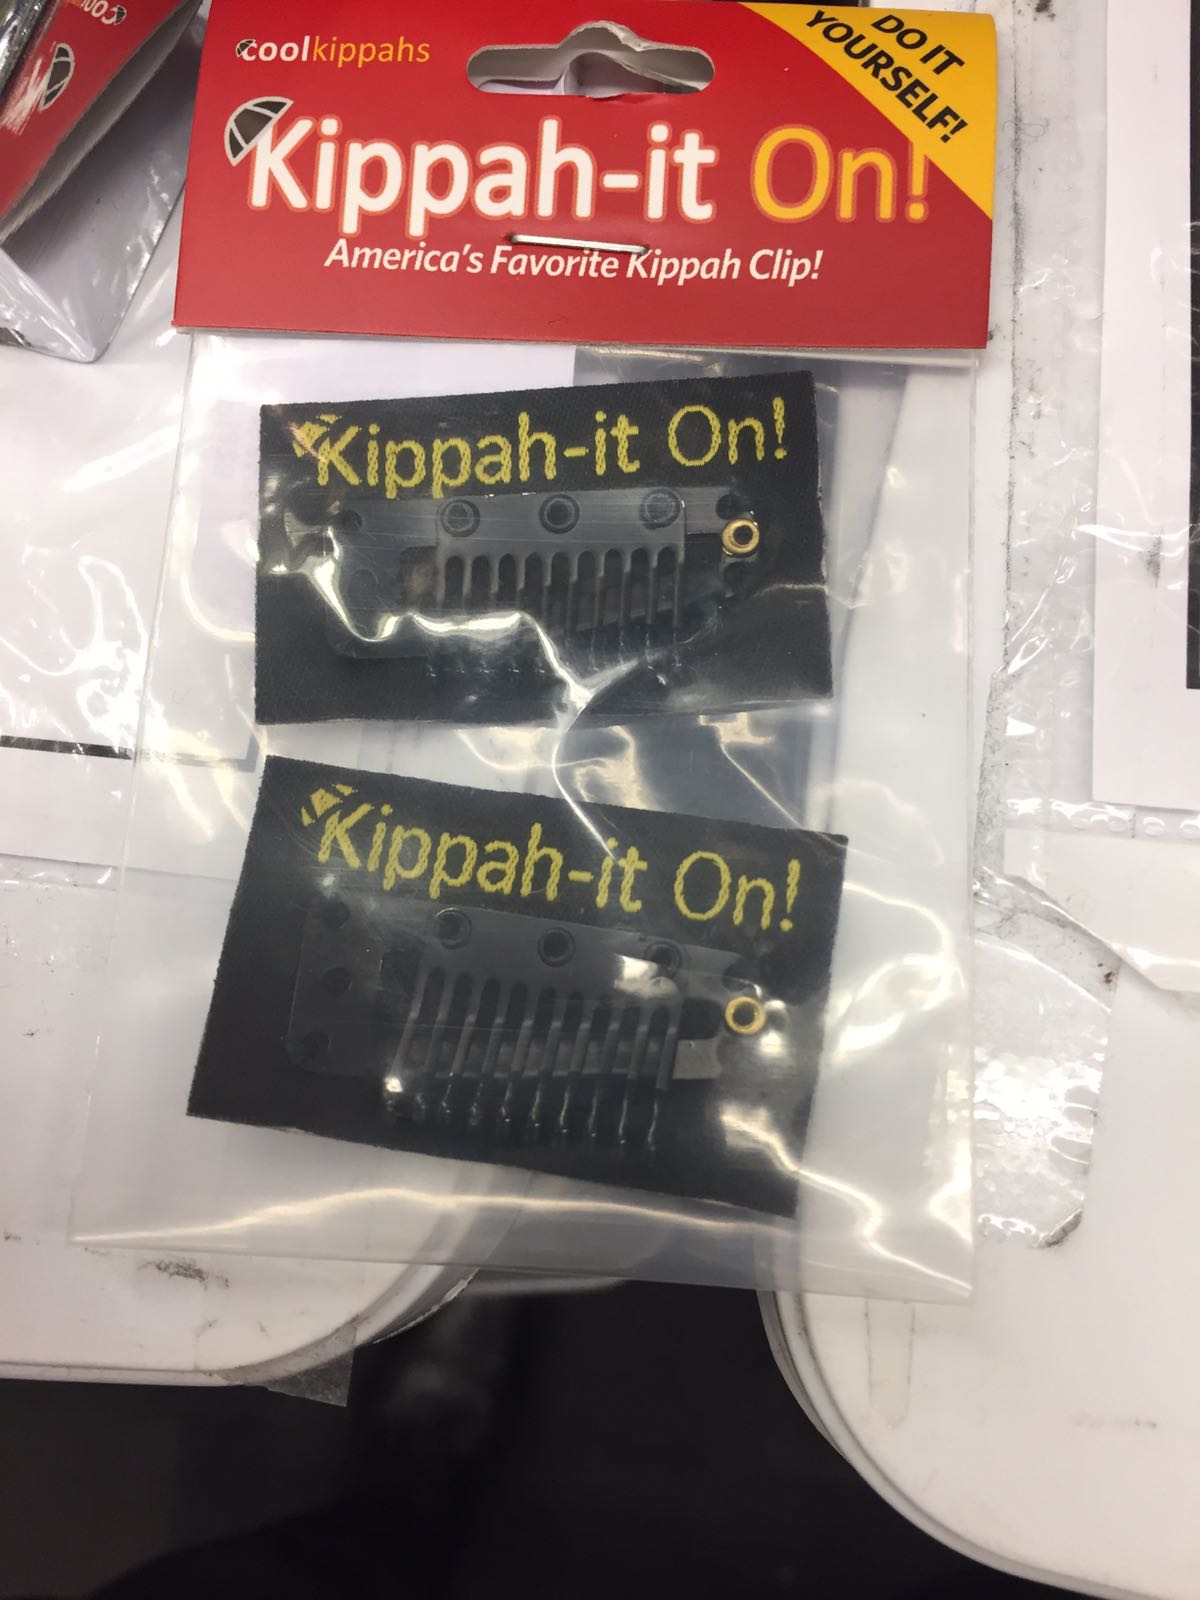 coolkippahs
DO IT
YOURSELF!
Kippah-it On!
America's Favorite Kippah Clip!
Kippah-it On!
Kippah-it On!